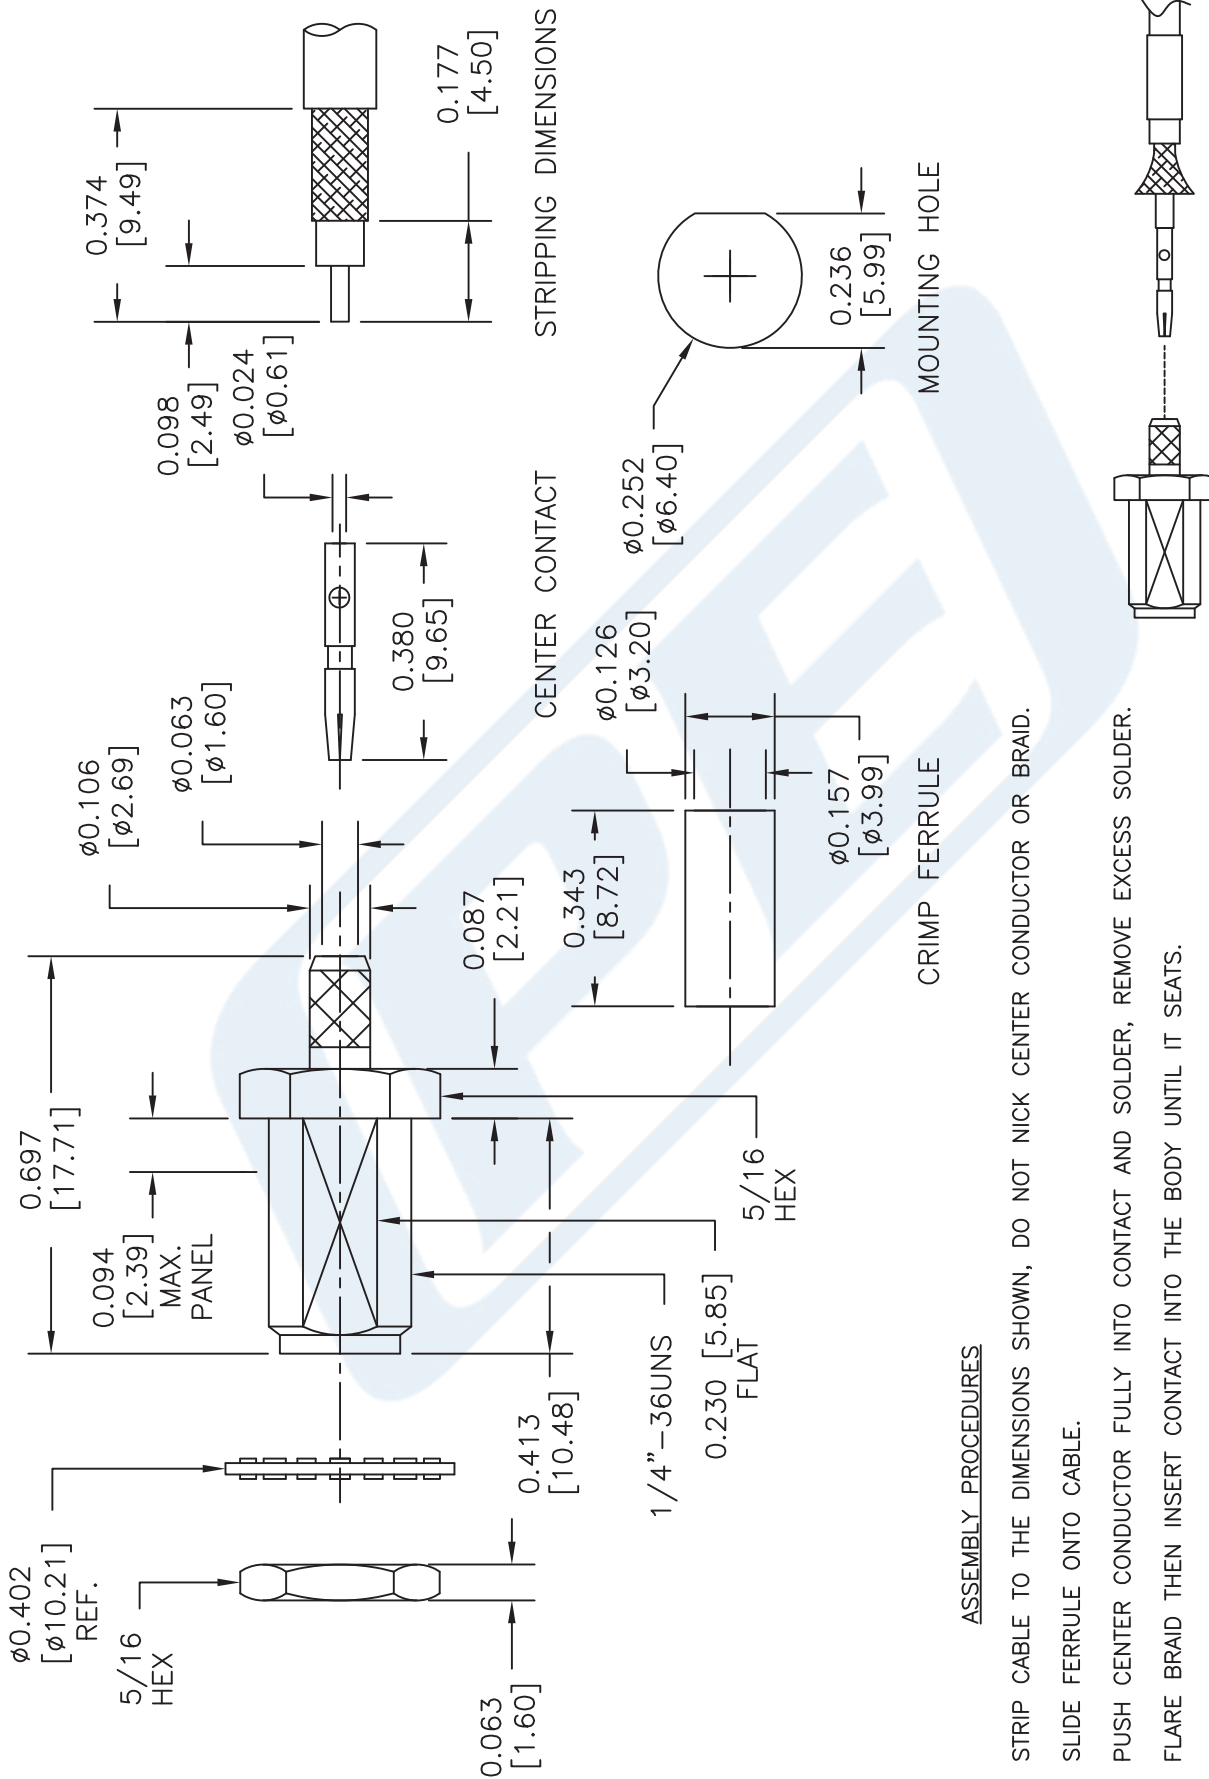 ø0.402
[ø10.21]
REF.
5/16
HEX
0.063
[1.60]
0.697
[17.71]
0.094
[2.39]
MAX.
PANEL
0.413
[10.48]
1/4"-36UNS
0.230 [5.85]
FLAT
5/16
HEX
0.087
[2.21]
ø0.106
[ø2.69]
ø0.063
[ø1.60]
0.380
[9.65]
CENTER CONTACT
ø0.024
[ø0.61]
0.098
[2.49]
0.374
[9.49]
0.177
[4.50]
STRIPPING DIMENSIONS
0.343
[8.72]
ø0.126
[ø3.20]
ø0.157
[ø3.99]
CRIMP FERRULE
ø0.252
[ø6.40]
0.236
[5.99]
MOUNTING HOLE
PE
ASSEMBLY PROCEDURES
STRIP CABLE TO THE DIMENSIONS SHOWN, DO NOT NICK CENTER CONDUCTOR OR BRAID.
SLIDE FERRULE ONTO CABLE.
PUSH CENTER CONDUCTOR FULLY INTO CONTACT AND SOLDER, REMOVE EXCESS SOLDER.
FLARE BRAID THEN INSERT CONTACT INTO THE BODY UNTIL IT SEATS.